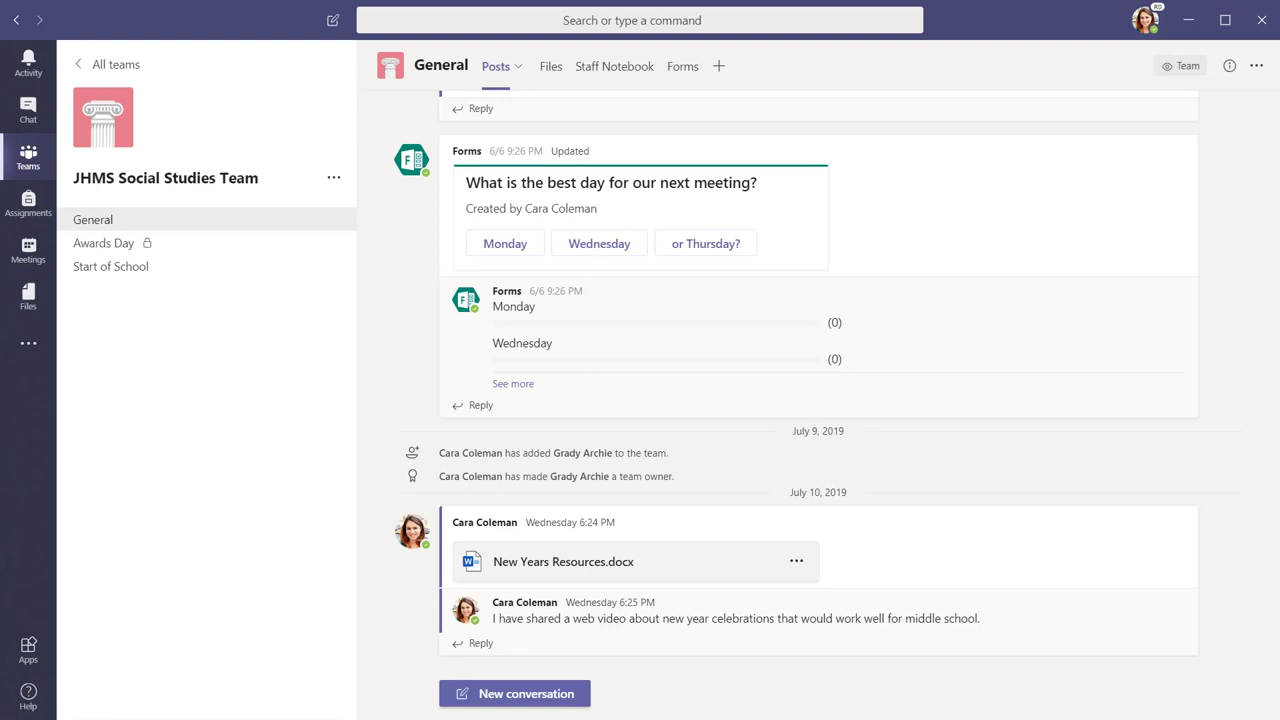 Search or type a command
RO
Activity
Chat
Teams
Assignments
Meetings
Files
Apps
Help
All teams
JHMS Social Studies Team
General
Awards Day
Start of School
General
Posts
Files
Staff Notebook
Forms
Team
Reply
Forms 6/6 9:26 PM Updated
What is the best day for our next meeting?
Created by Cara Coleman
Monday
Wednesday
or Thursday?
Forms 6/6 9:26 PM
Monday
(0)
Wednesday
(0)
See more
Reply
July 9, 2019
Cara Coleman has added Grady Archie to the team.
Cara Coleman has made Grady Archie a team owner.
July 10, 2019
Cara Coleman Wednesday 6:24 PM
New Years Resources.docx
Cara Coleman Wednesday 6:25 PM
I have shared a web video about new year celebrations that would work well for middle school.
Reply
New conversation